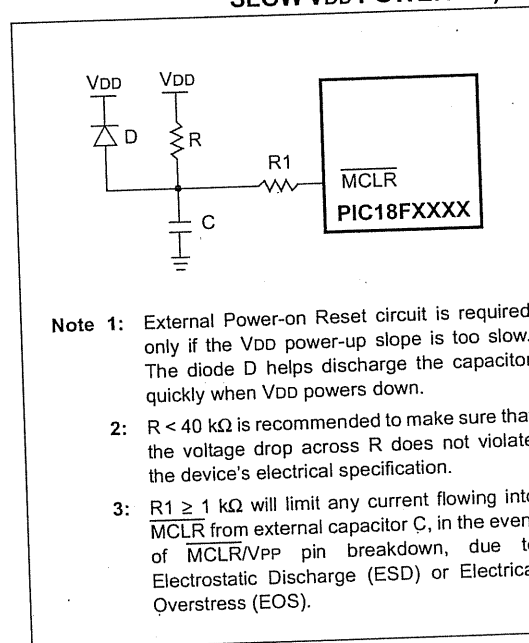 VDD VDD
D R
R1
MCLR
PIC18FXXXX
C
Note 1: External Power-on Reset circuit is required
only if the VDD power-up slope is too slow.
The diode D helps discharge the capacitor
quickly when VDD powers down.
2: R < 40 kΩ is recommended to make sure that
the voltage drop across R does not violate
the device's electrical specification.
3: R1 ≥ 1 kΩ will limit any current flowing into
MCLR from external capacitor C, in the event
of MCLR/VPP pin breakdown, due to
Electrostatic Discharge (ESD) or Electrical
Overstress (EOS).